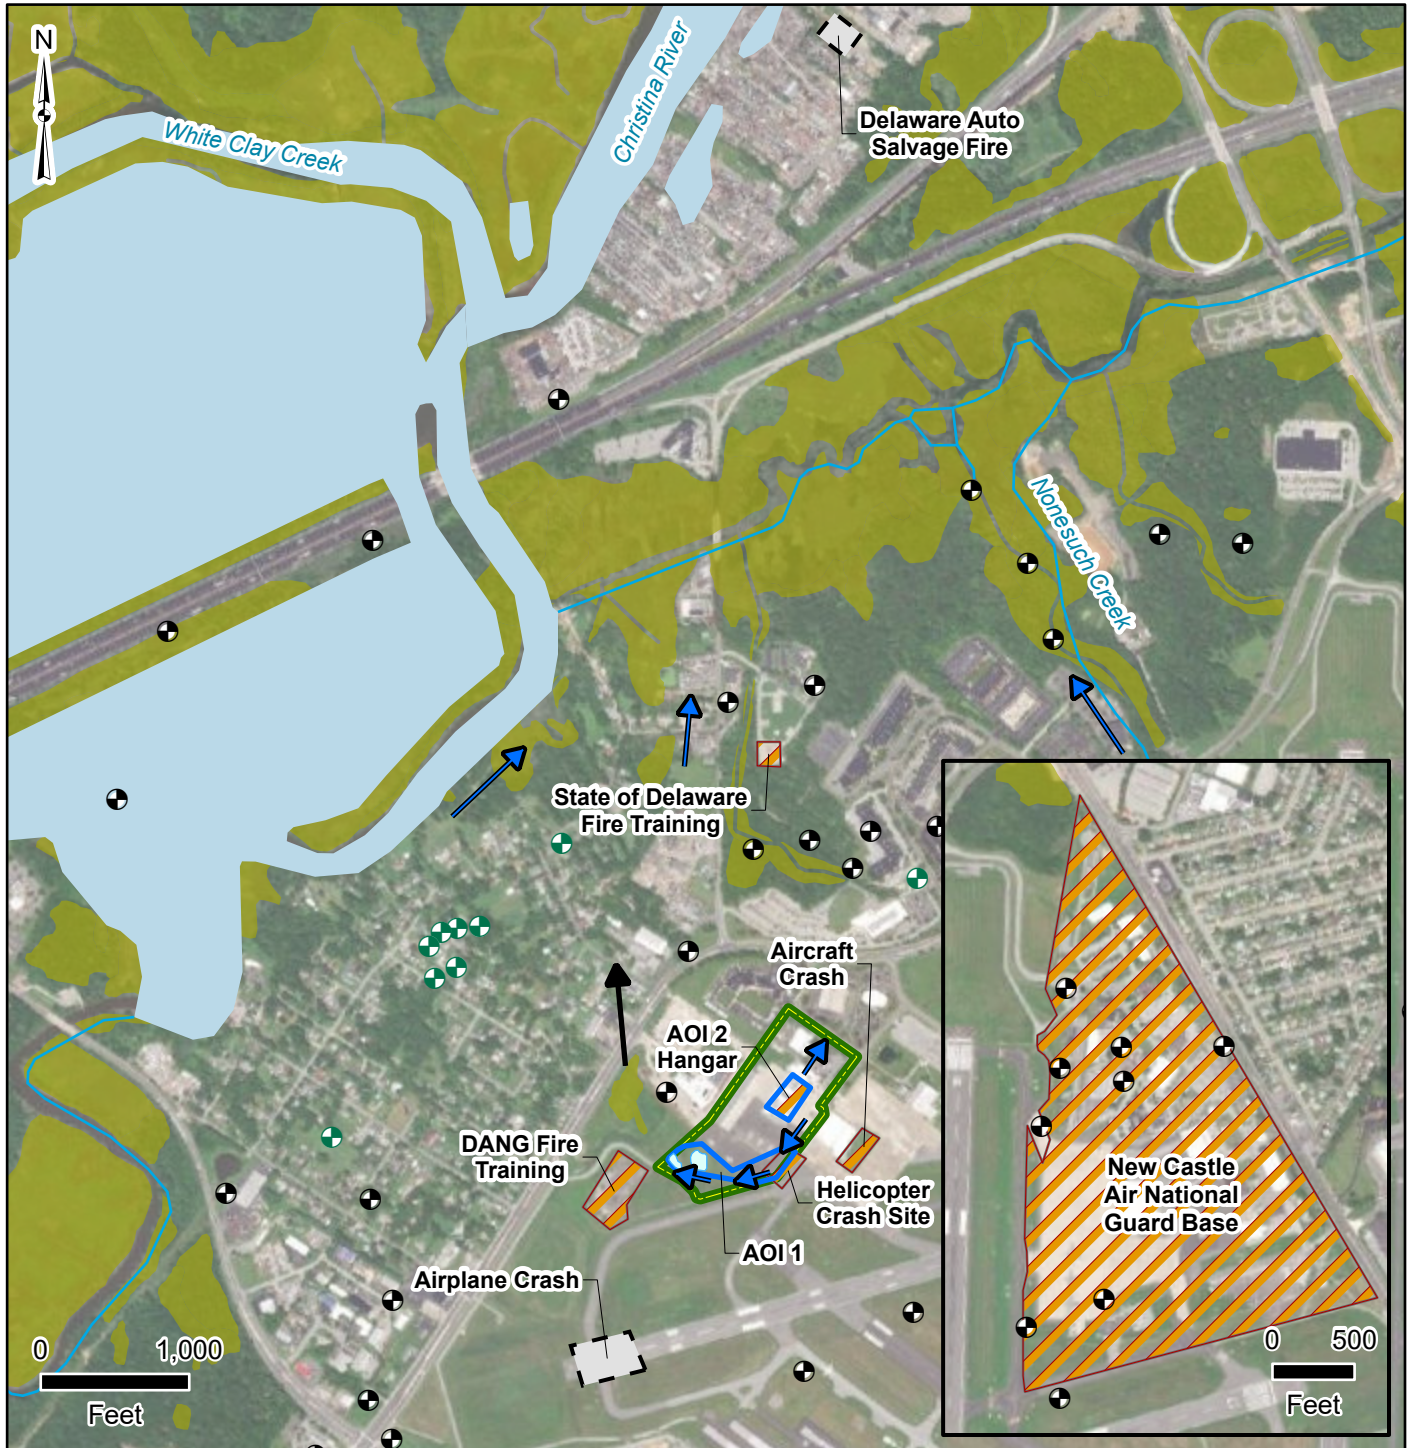 N
White Clay Creek
Christina River
Delaware Auto
Salvage Fire
Nonesuch Creek
State of Delaware
Fire Training
Aircraft
Crash
AOI 2
Hangar
DANG Fire
Training
Helicopter
Crash Site
AOI 1
Airplane Crash
New Castle
Air National
Guard Base
0 1,000
Feet
0 500
Feet